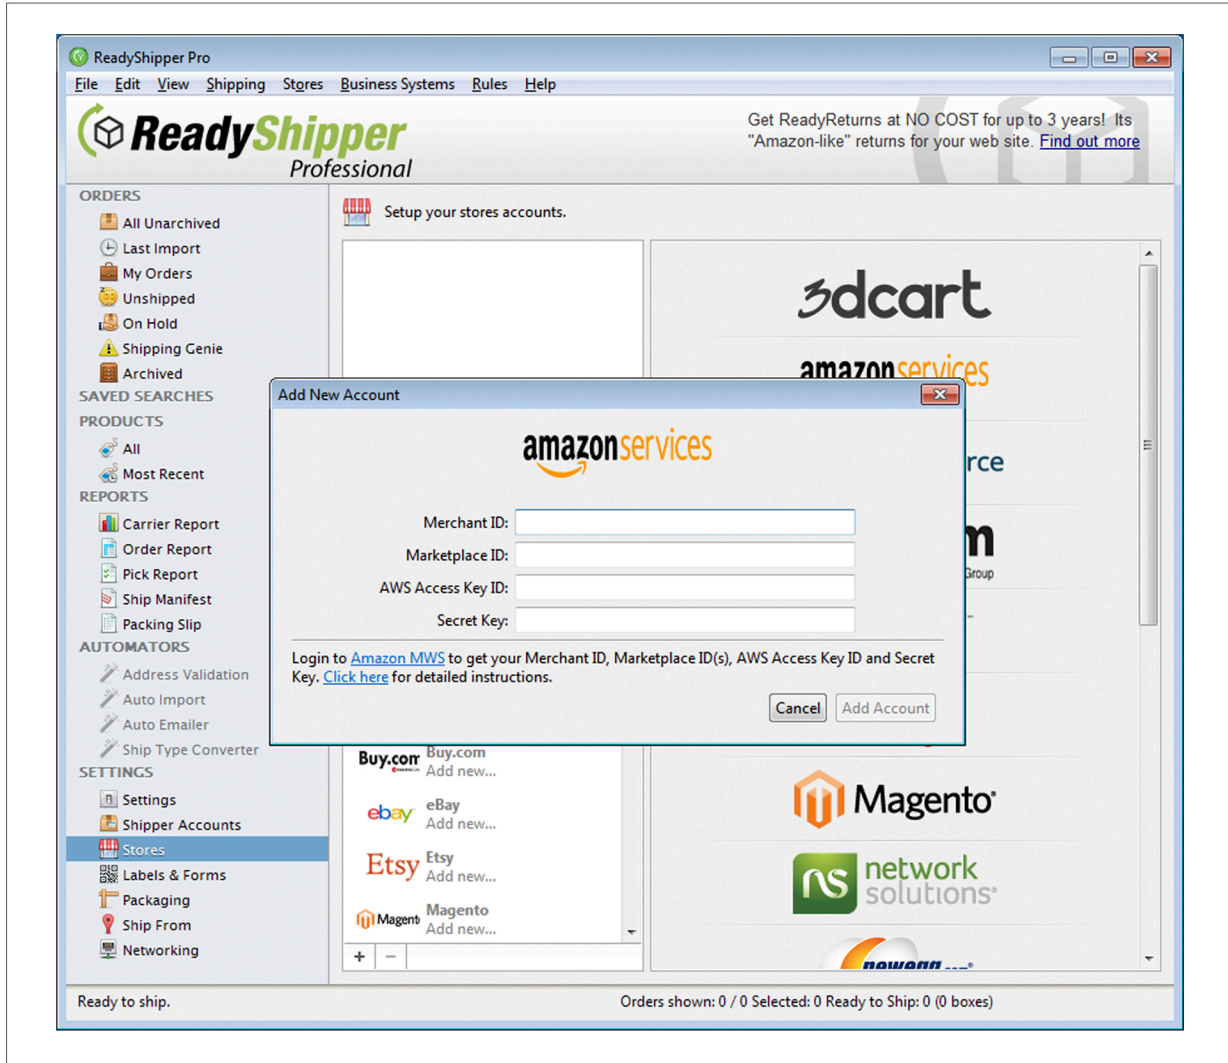 ReadyShipper Pro
File Edit View Shipping Stores Business Systems Rules Help
ReadyShipper
Professional
Get ReadyReturns at NO COST for up to 3 years! Its
"Amazon-like" returns for your web site. Find out more
ORDERS
All Unarchived
Last Import
My Orders
Unshipped
On Hold
Shipping Genie
Archived
SAVED SEARCHES
PRODUCTS
All
Most Recent
REPORTS
Carrier Report
Order Report
Pick Report
Ship Manifest
Packing Slip
AUTOMATORS
Address Validation
Auto Import
Auto Emailer
Ship Type Converter
SETTINGS
Settings
Shipper Accounts
Stores
Labels & Forms
Packaging
Ship From
Networking
Setup your stores accounts.
3dcart
amazonservices
rce
m
Group
Add New Account
amazonservices
Merchant ID:
Marketplace ID:
AWS Access Key ID:
Secret Key:
Login to Amazon MWS to get your Merchant ID, Marketplace ID(s), AWS Access Key ID and Secret
Key. Click here for detailed instructions.
Cancel Add Account
Buy.com Buy.com
Add new...
ebay eBay
Add new...
Etsy Etsy
Add new...
Magento
Add new...
+ −
Magento
network
solutions
newegg
Ready to ship.
Orders shown: 0 / 0 Selected: 0 Ready to Ship: 0 (0 boxes)